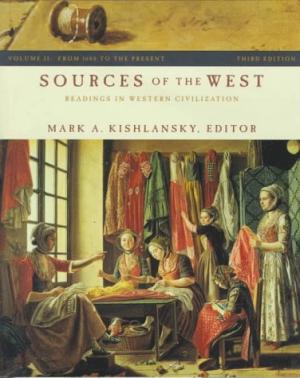 VOLUME II: FROM 1660 TO THE PRESENT
THIRD EDITION
SOURCES OF THE WEST
READINGS IN WESTERN CIVILIZATION
MARK A. KISHLANSKY, EDITOR